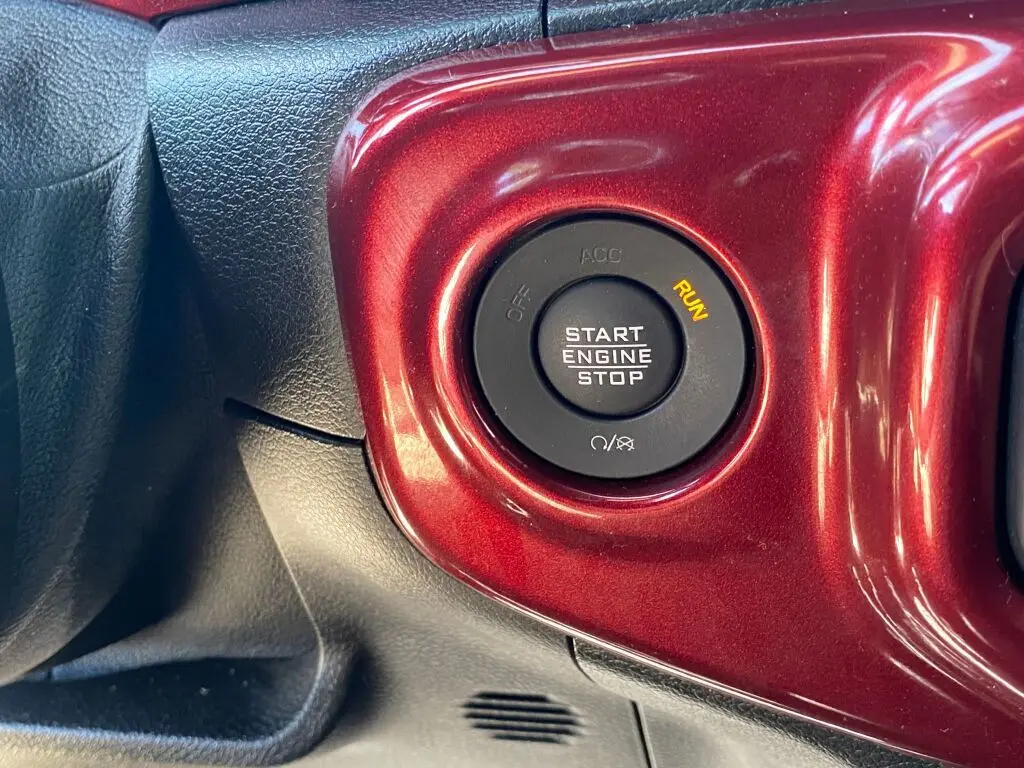 ACC
OFF
RUN
START
ENGINE
STOP